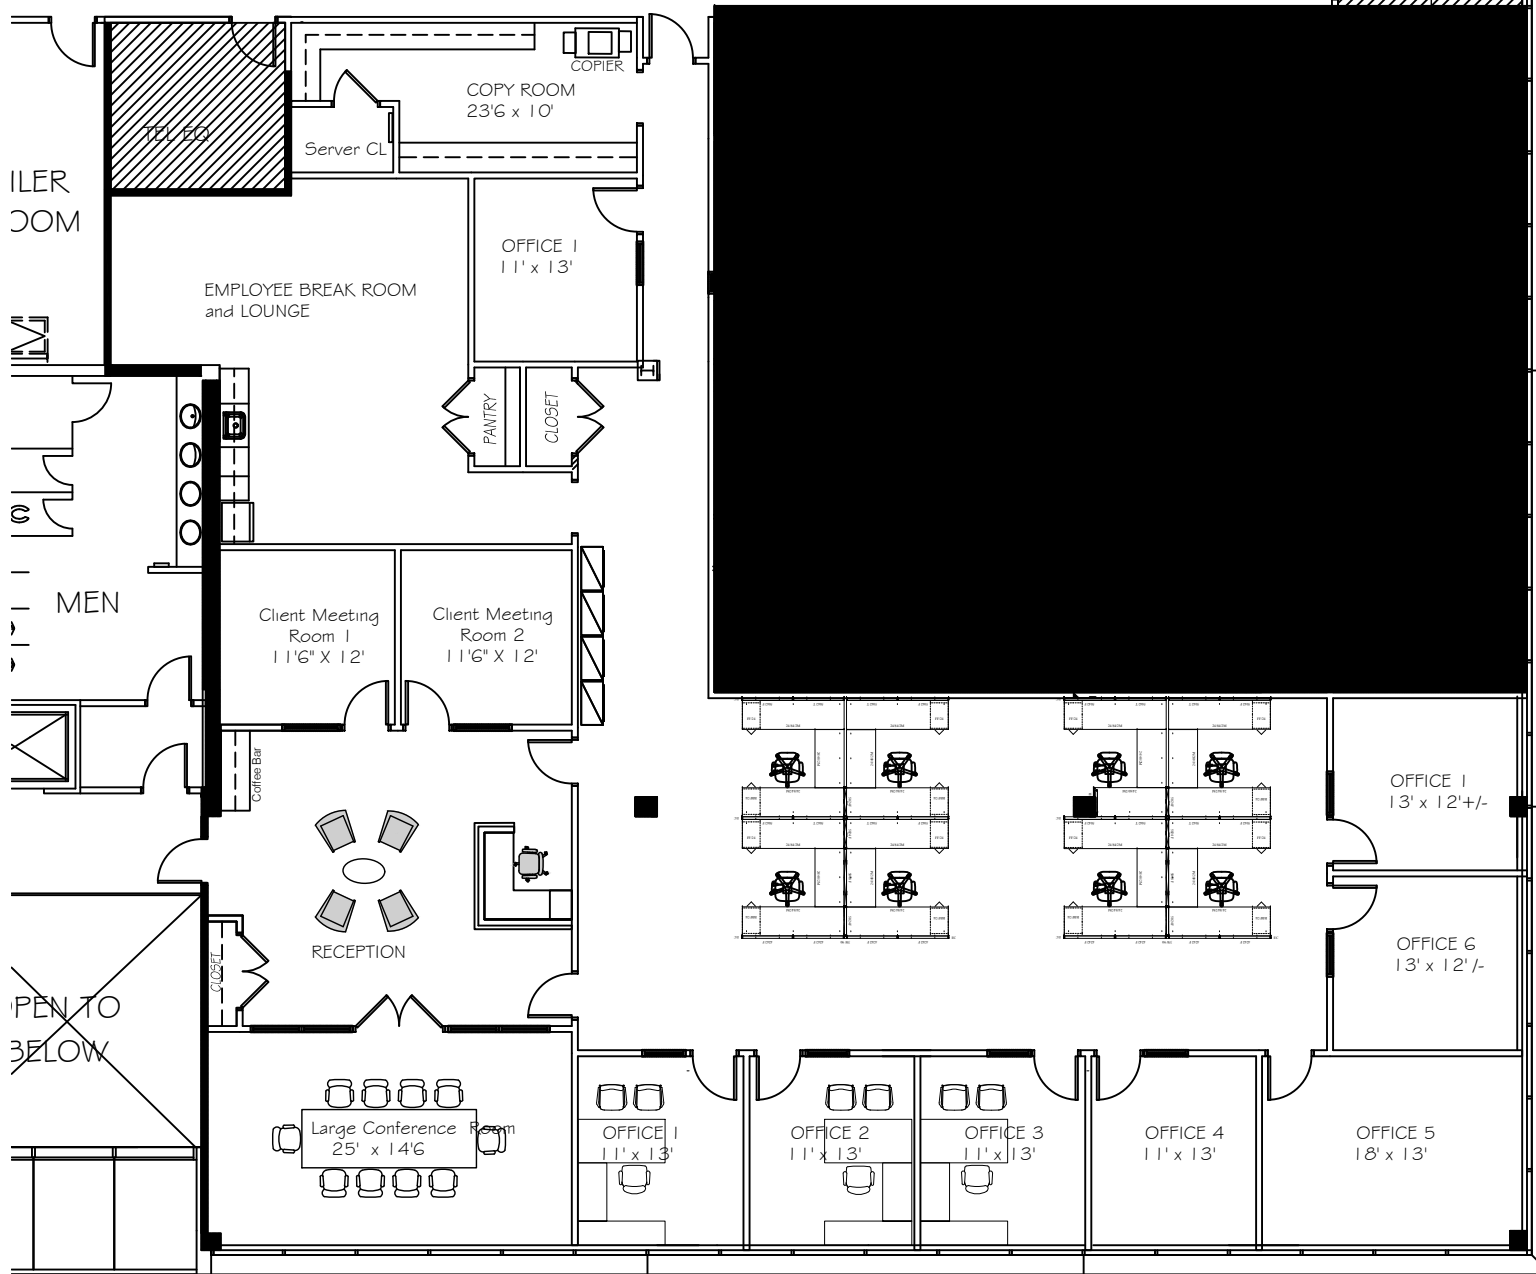 COPIER
COPY ROOM
23'6 x 10'
TEL EQ
Server CL
ILER
OOM
OFFICE 1
11' x 13'
EMPLOYEE BREAK ROOM
and LOUNGE
PANTRY
CLOSET
MEN
Client Meeting
Room 1
11'6" X 12'
Client Meeting
Room 2
11'6" X 12'
Coffee Bar
OFFICE 1
13' x 12'+/-
RECEPTION
CLOSET
OFFICE 6
13' x 12' /-
OPEN TO
BELOW
Large Conference Room
25' x 14'6
OFFICE 1
11' x 13'
OFFICE 2
11' x 13'
OFFICE 3
11' x 13'
OFFICE 4
11' x 13'
OFFICE 5
18' x 13'